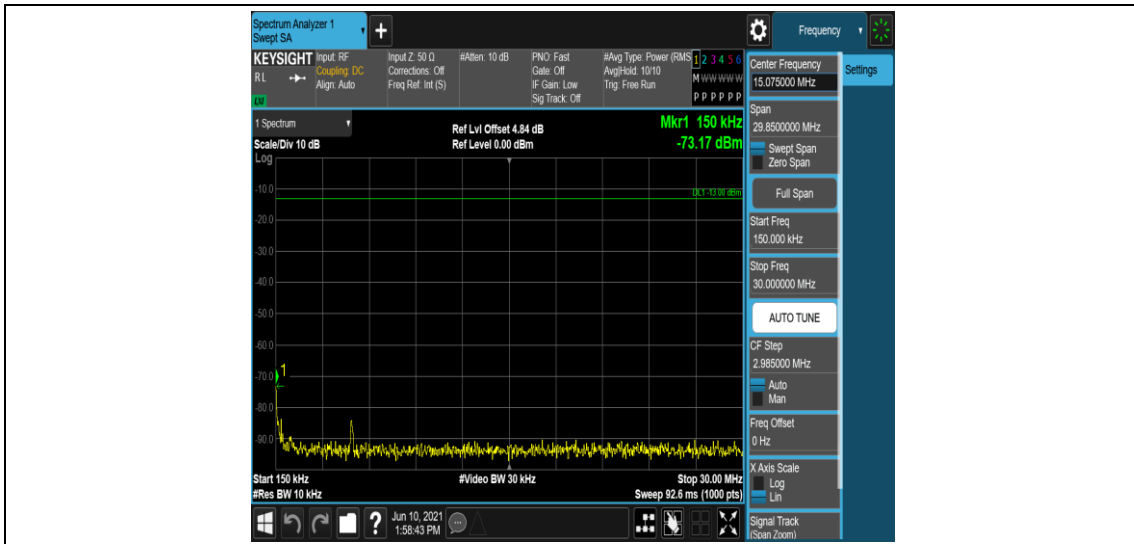 Spectrum Analyzer 1
Swept SA
+
Frequency
KEYSIGHT
RL
LXI
Input: RF
Coupling: DC
Align: Auto
Input Z: 50 Ω
Corrections: Off
Freq Ref: Int (S)
#Atten: 10 dB
PNO: Fast
Gate: Off
IF Gain: Low
Sig Track: Off
#Avg Type: Power (RMS
Avg|Hold: 10/10
Trig: Free Run
1 2 3 4 5 6
M W W W W W
P P P P P P
1 Spectrum
Scale/Div 10 dB
Log
Ref Lvl Offset 4.84 dB
Ref Level 0.00 dBm
Mkr1 150 kHz
-73.17 dBm
DL1 -13.00 dBm
-10.0
-20.0
-30.0
-40.0
-50.0
-60.0
-70.0
-80.0
-90.0
1
Start 150 kHz
#Res BW 10 kHz
#Video BW 30 kHz
Stop 30.00 MHz
Sweep 92.6 ms (1000 pts)
?
Jun 10, 2021
1:58:43 PM
Center Frequency
15.075000 MHz
Settings
Span
29.8500000 MHz
Swept Span
Zero Span
Full Span
Start Freq
150.000 kHz
Stop Freq
30.000000 MHz
AUTO TUNE
CF Step
2.985000 MHz
Auto
Man
Freq Offset
0 Hz
X Axis Scale
Log
Lin
Signal Track
(Span Zoom)